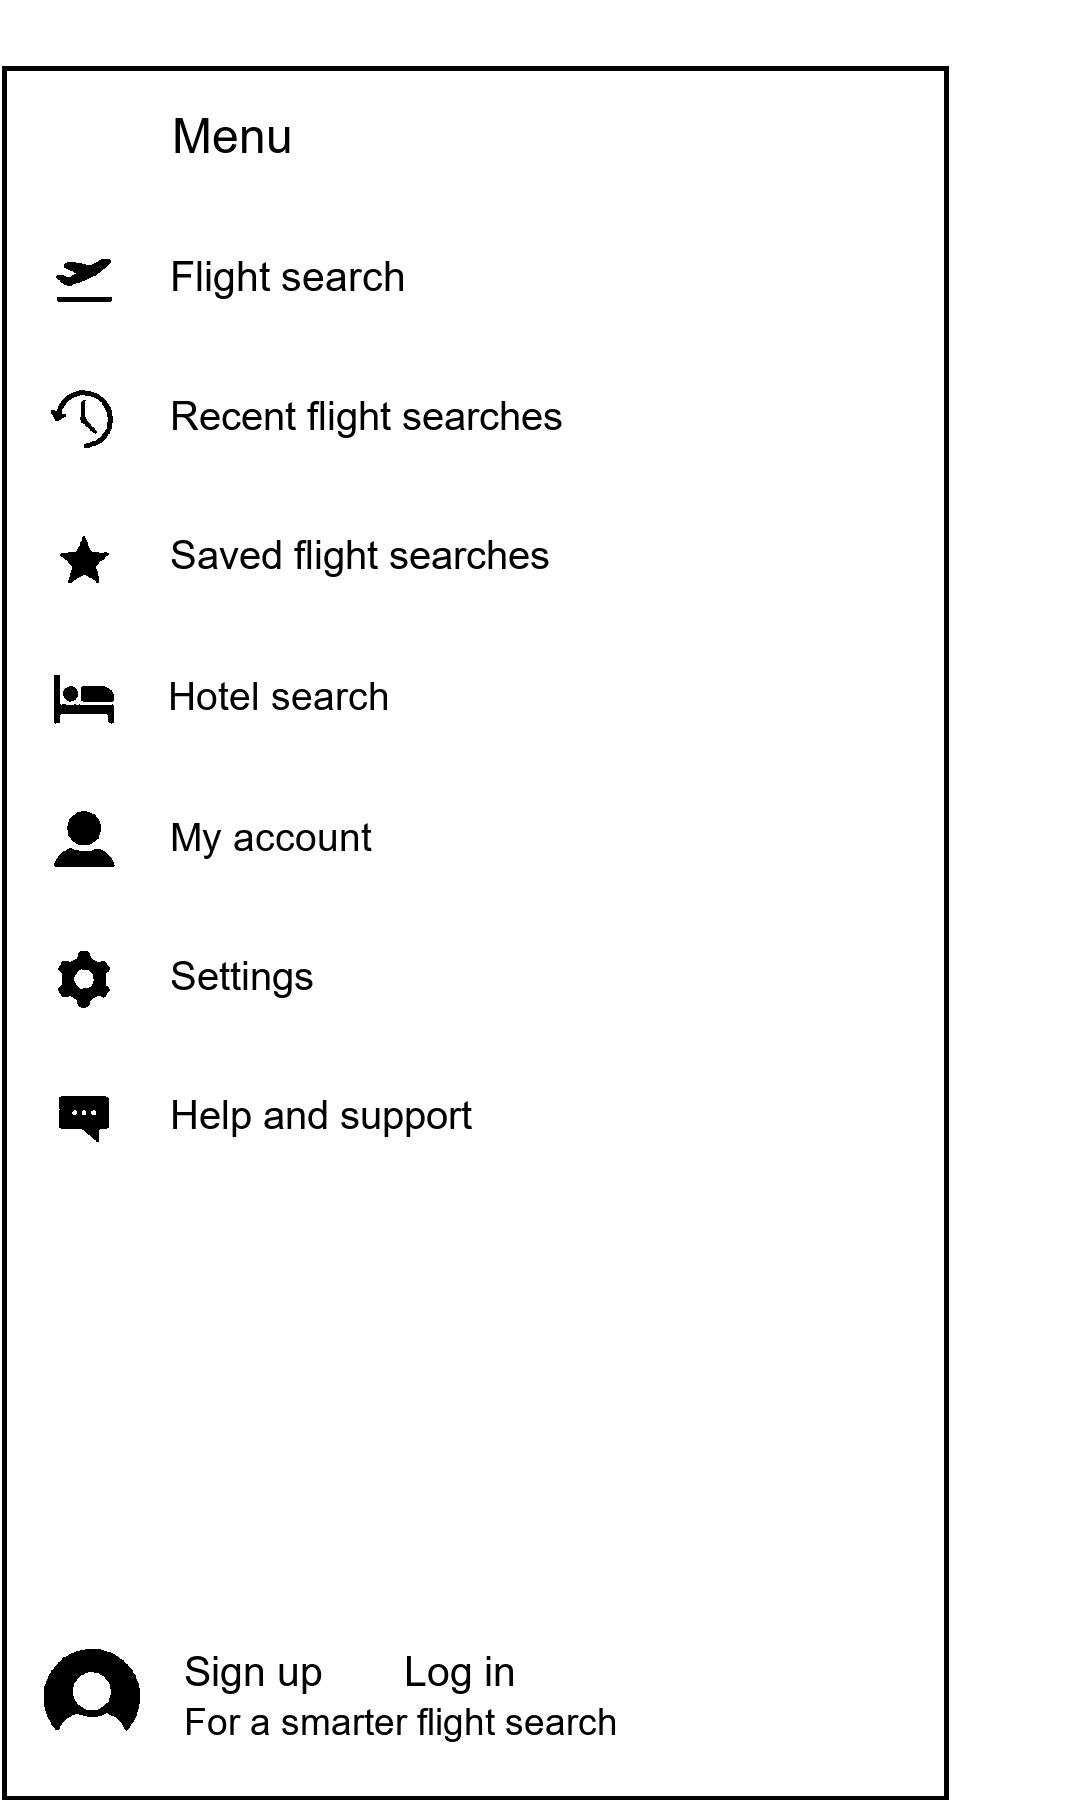 Menu
Flight search
Recent flight searches
Saved flight searches
Hotel search
My account
Settings
Help and support
Sign up Log in
For a smarter flight search